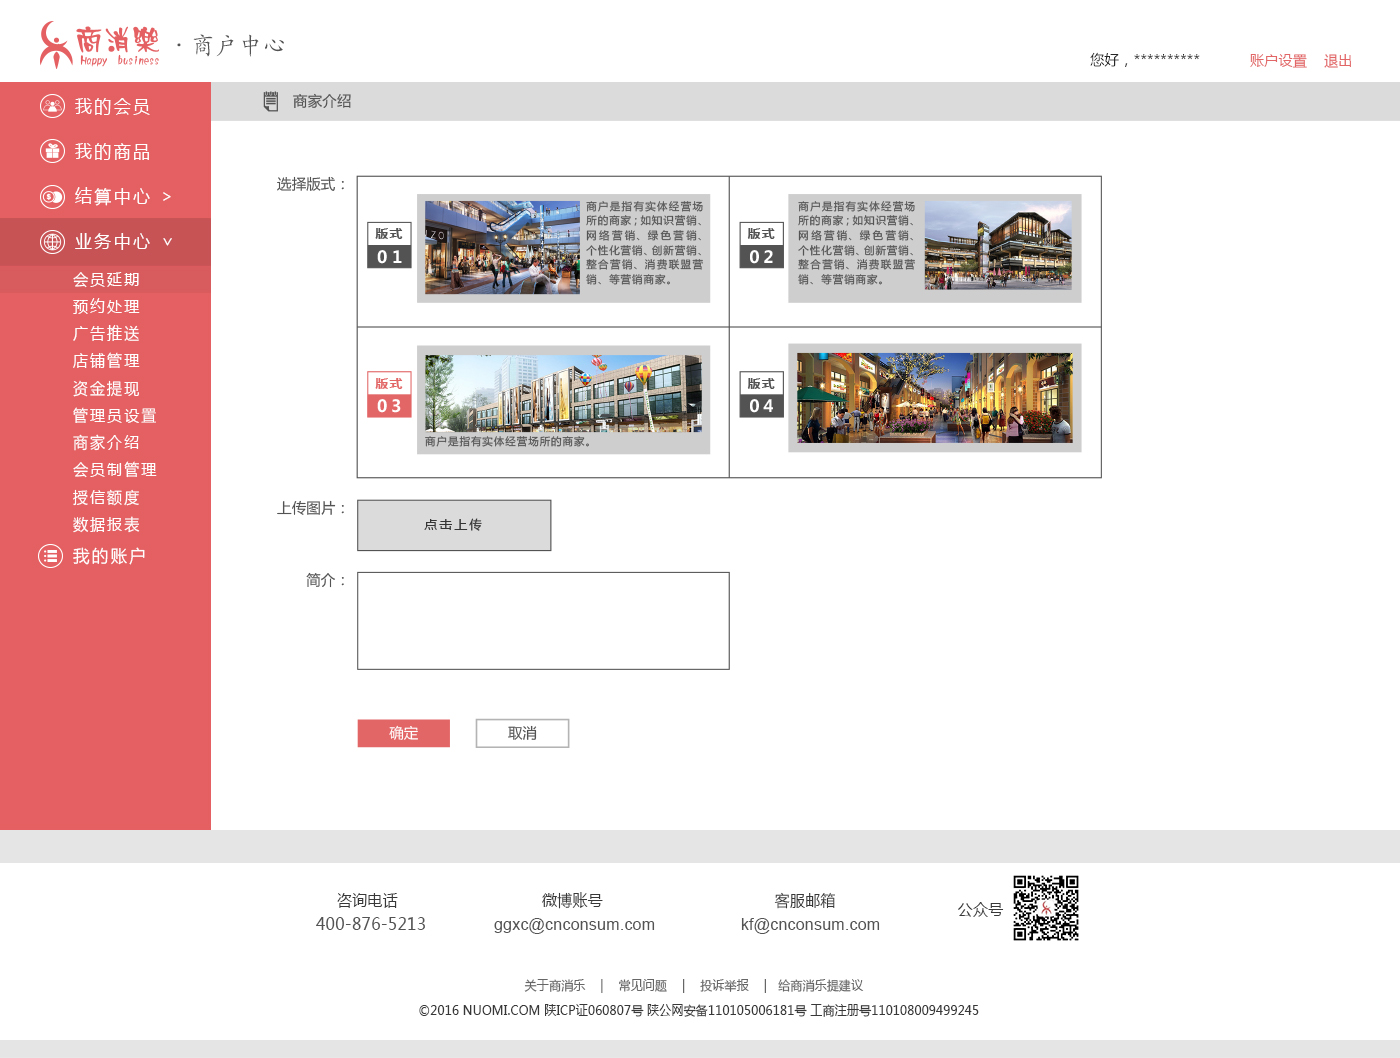 商消樂
Happy business
· 商户中心
您好，**********
账户设置 退出
我的会员
我的商品
结算中心 >
业务中心 v
会员延期
预约处理
广告推送
店铺管理
资金提现
管理员设置
商家介绍
会员制管理
授信额度
数据报表
我的账户
商家介绍
选择版式：
版式
01
商户是指有实体经营场
所的商家；如知识营销、
网络营销、绿色营销、
个性化营销、创新营销、
整合营销、消费联盟营
销、等营销商家。
版式
02
商户是指有实体经营场
所的商家；如知识营销、
网络营销、绿色营销、
个性化营销、创新营销、
整合营销、消费联盟营
销、等营销商家。
版式
03
商户是指有实体经营场所的商家。
版式
04
上传图片：
点击上传
简介：
确定
取消
咨询电话
400-876-5213
微博账号
ggxc@cnconsum.com
客服邮箱
kf@cnconsum.com
公众号
关于商消乐 | 常见问题 | 投诉举报 | 给商消乐提建议
©2016 NUOMI.COM 陕ICP证060807号 陕公网安备110105006181号 工商注册号110108009499245